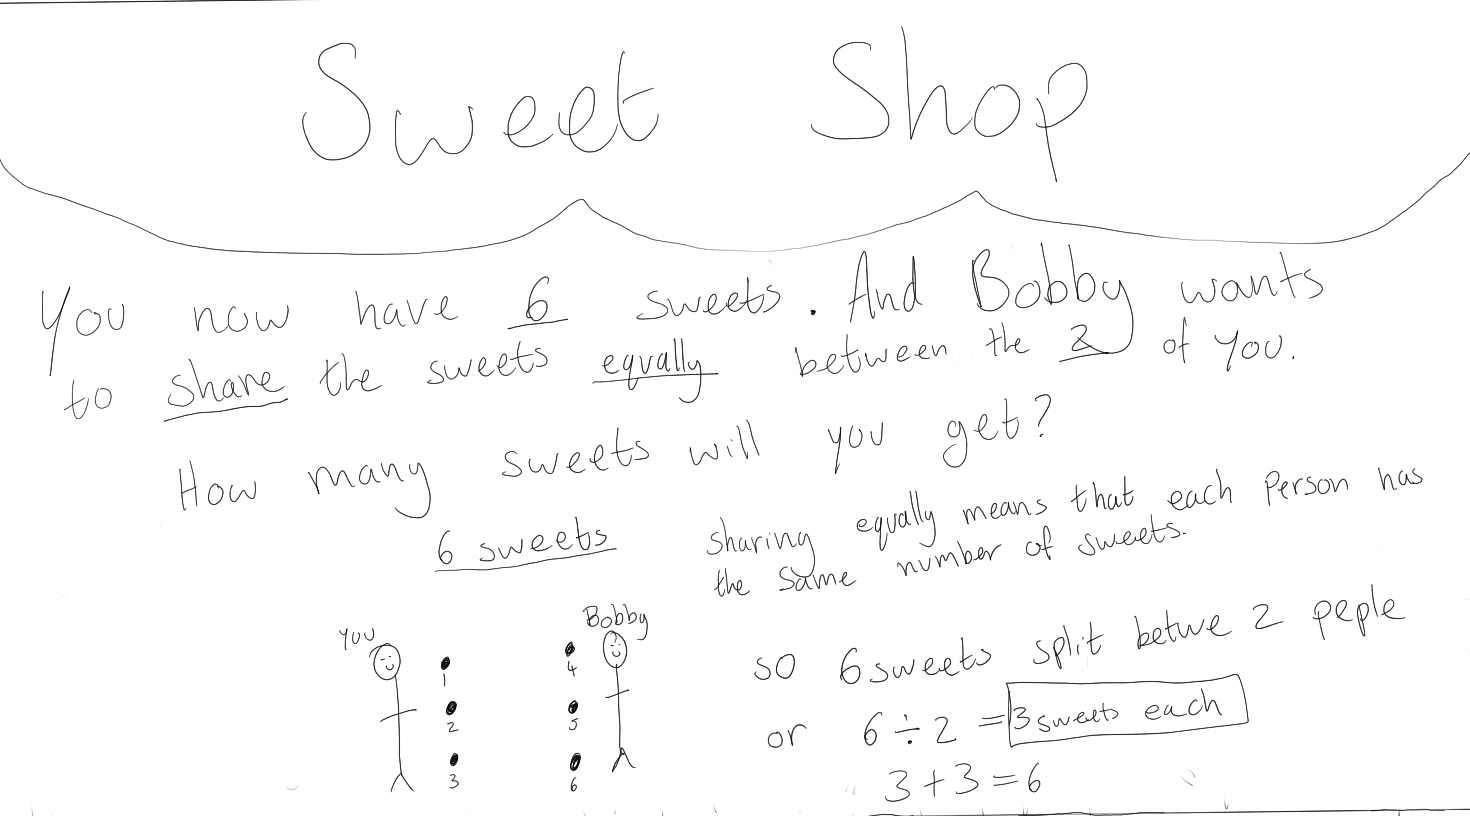 Sweet Shop
You now have 6 sweets. And Bobby wants
to share the sweets equally between the 2 of you.
How many sweets will you get?
6 sweets
sharing equally means that each Person has
the same number of sweets.
You
Bobby
1
2
3
4
5
6
so 6 sweets split betwe 2 peple
or 6 ÷ 2 = 3 sweets each
3 + 3 = 6